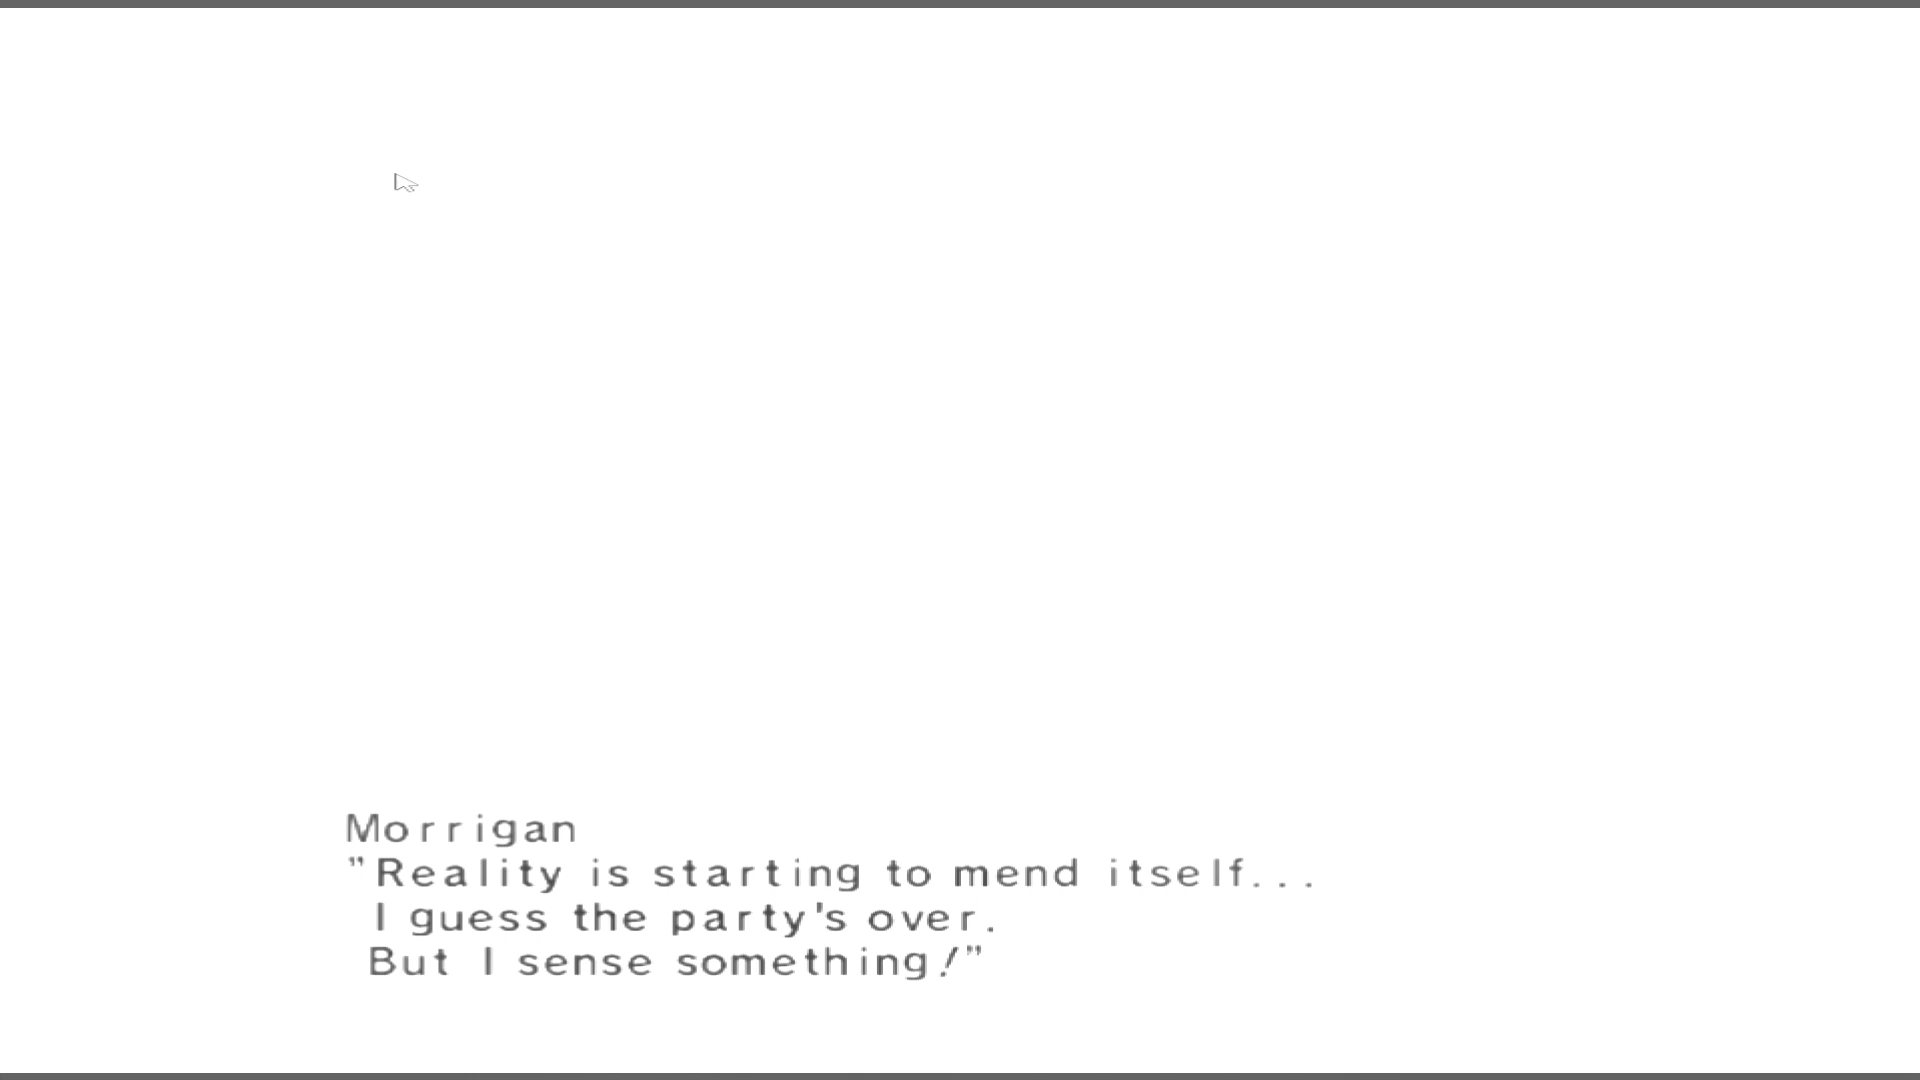 Morrigan
"Reality is starting to mend itself...
I guess the party's over.
But I sense something!"